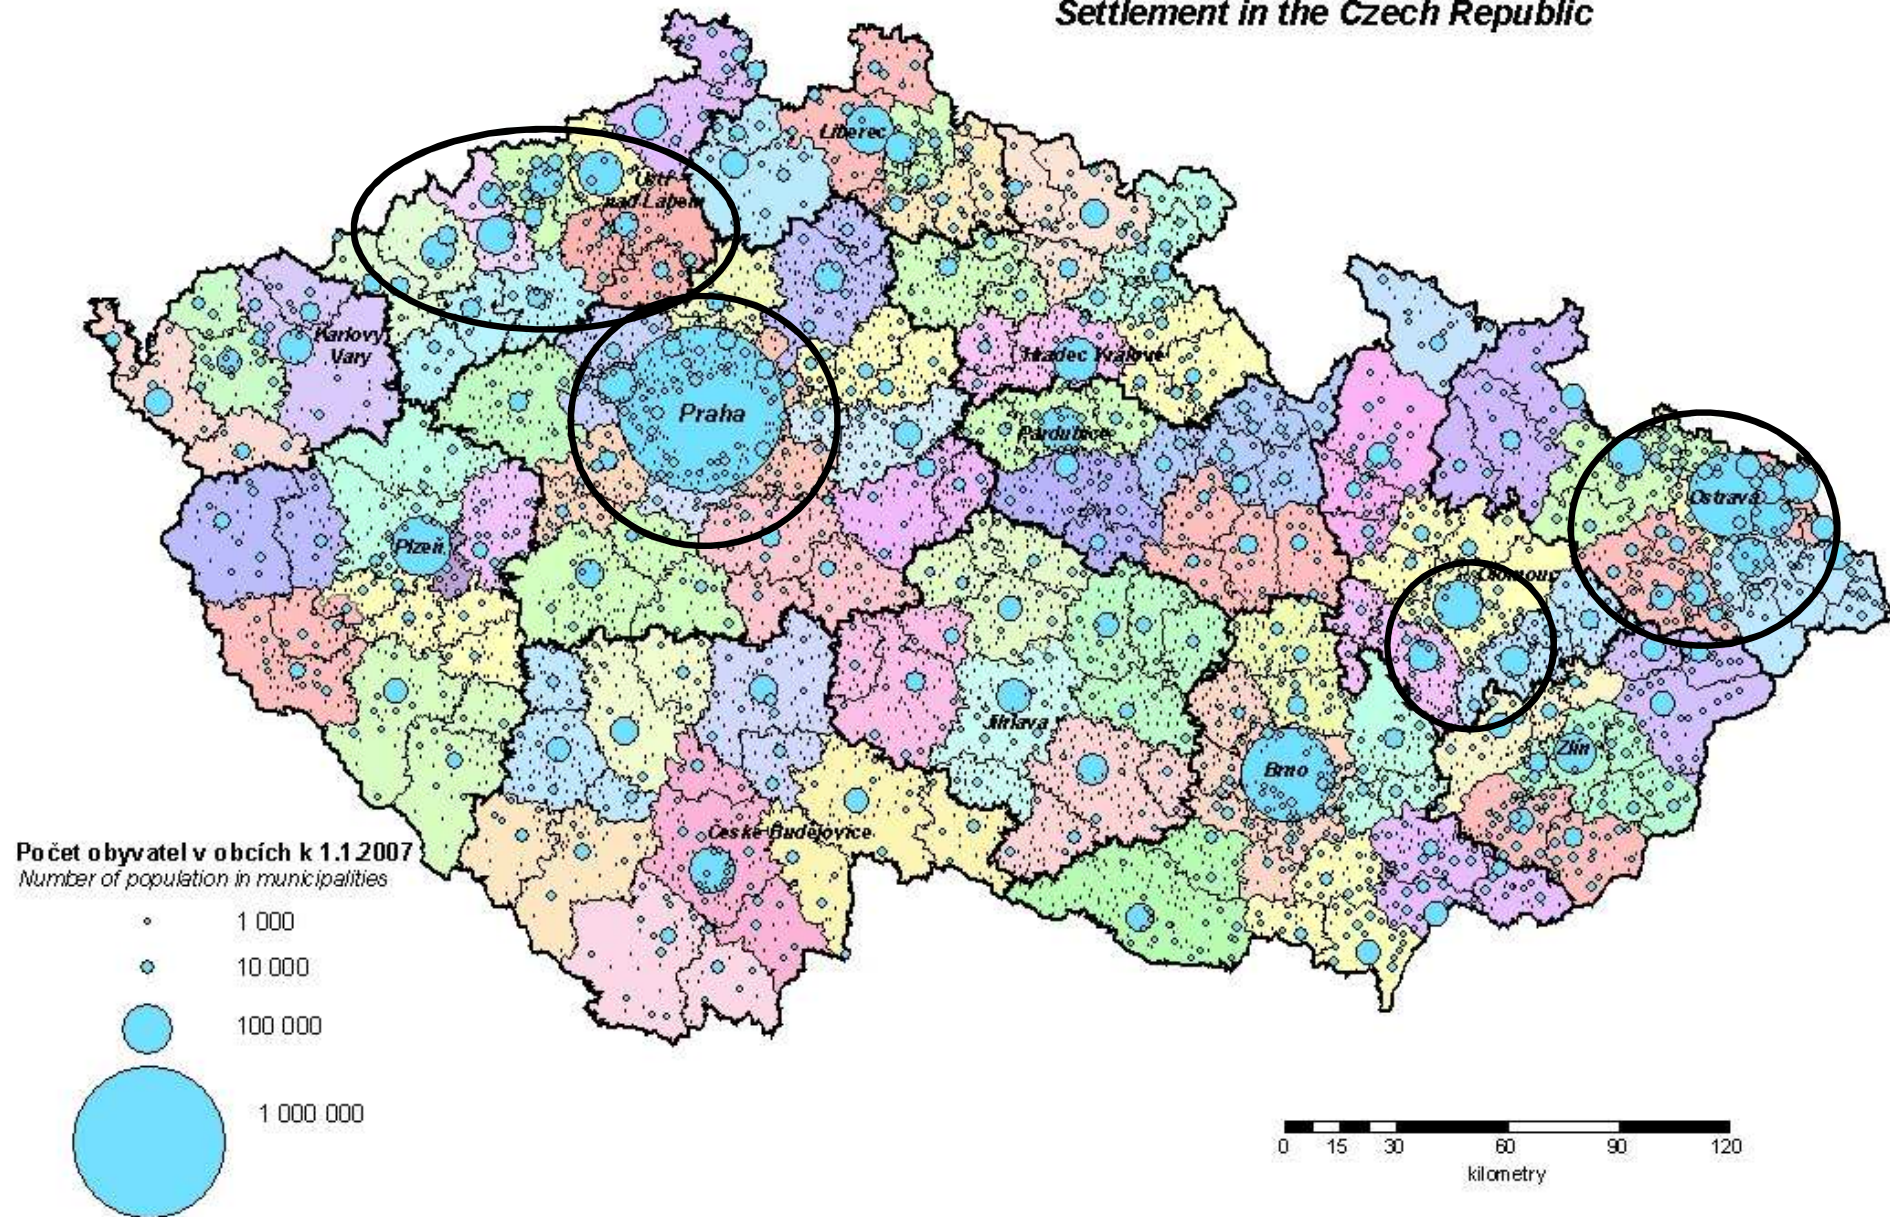 Settlement in the Czech Republic
Liberec
Ústí
nad Labem
Karlovy
Vary
Hradec Králové
Praha
Pardubice
Ostrava
Plzeň
Olomouc
Jihlava
Zlín
Brno
České Budějovice
Počet obyvatel v obcích k 1.1.2007
Number of population in municipalities
1 000
10 000
100 000
1 000 000
0 15 30 60 90 120
kilometry